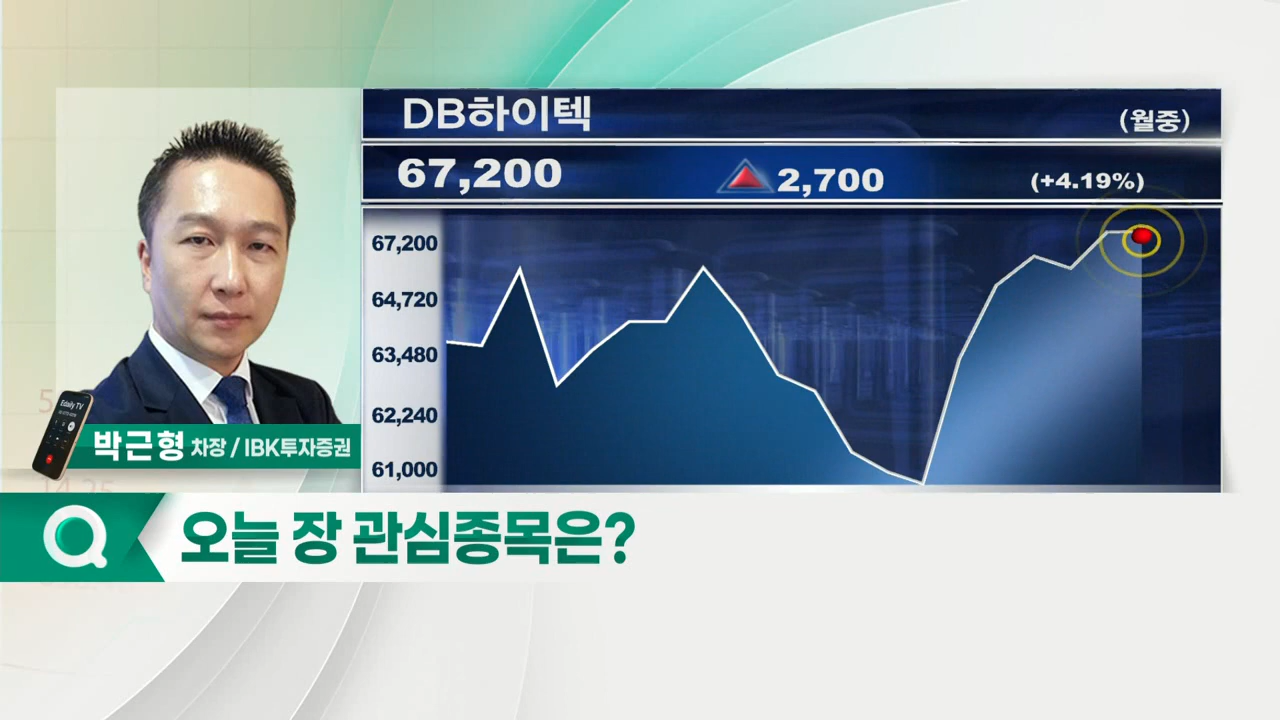 DB하이텍
(월중)
67,200
2,700
(+4.19%)
67,200
64,720
63,480
62,240
61,000
Edaily TV
박근형 차장 / IBK투자증권
오늘 장 관심종목은?